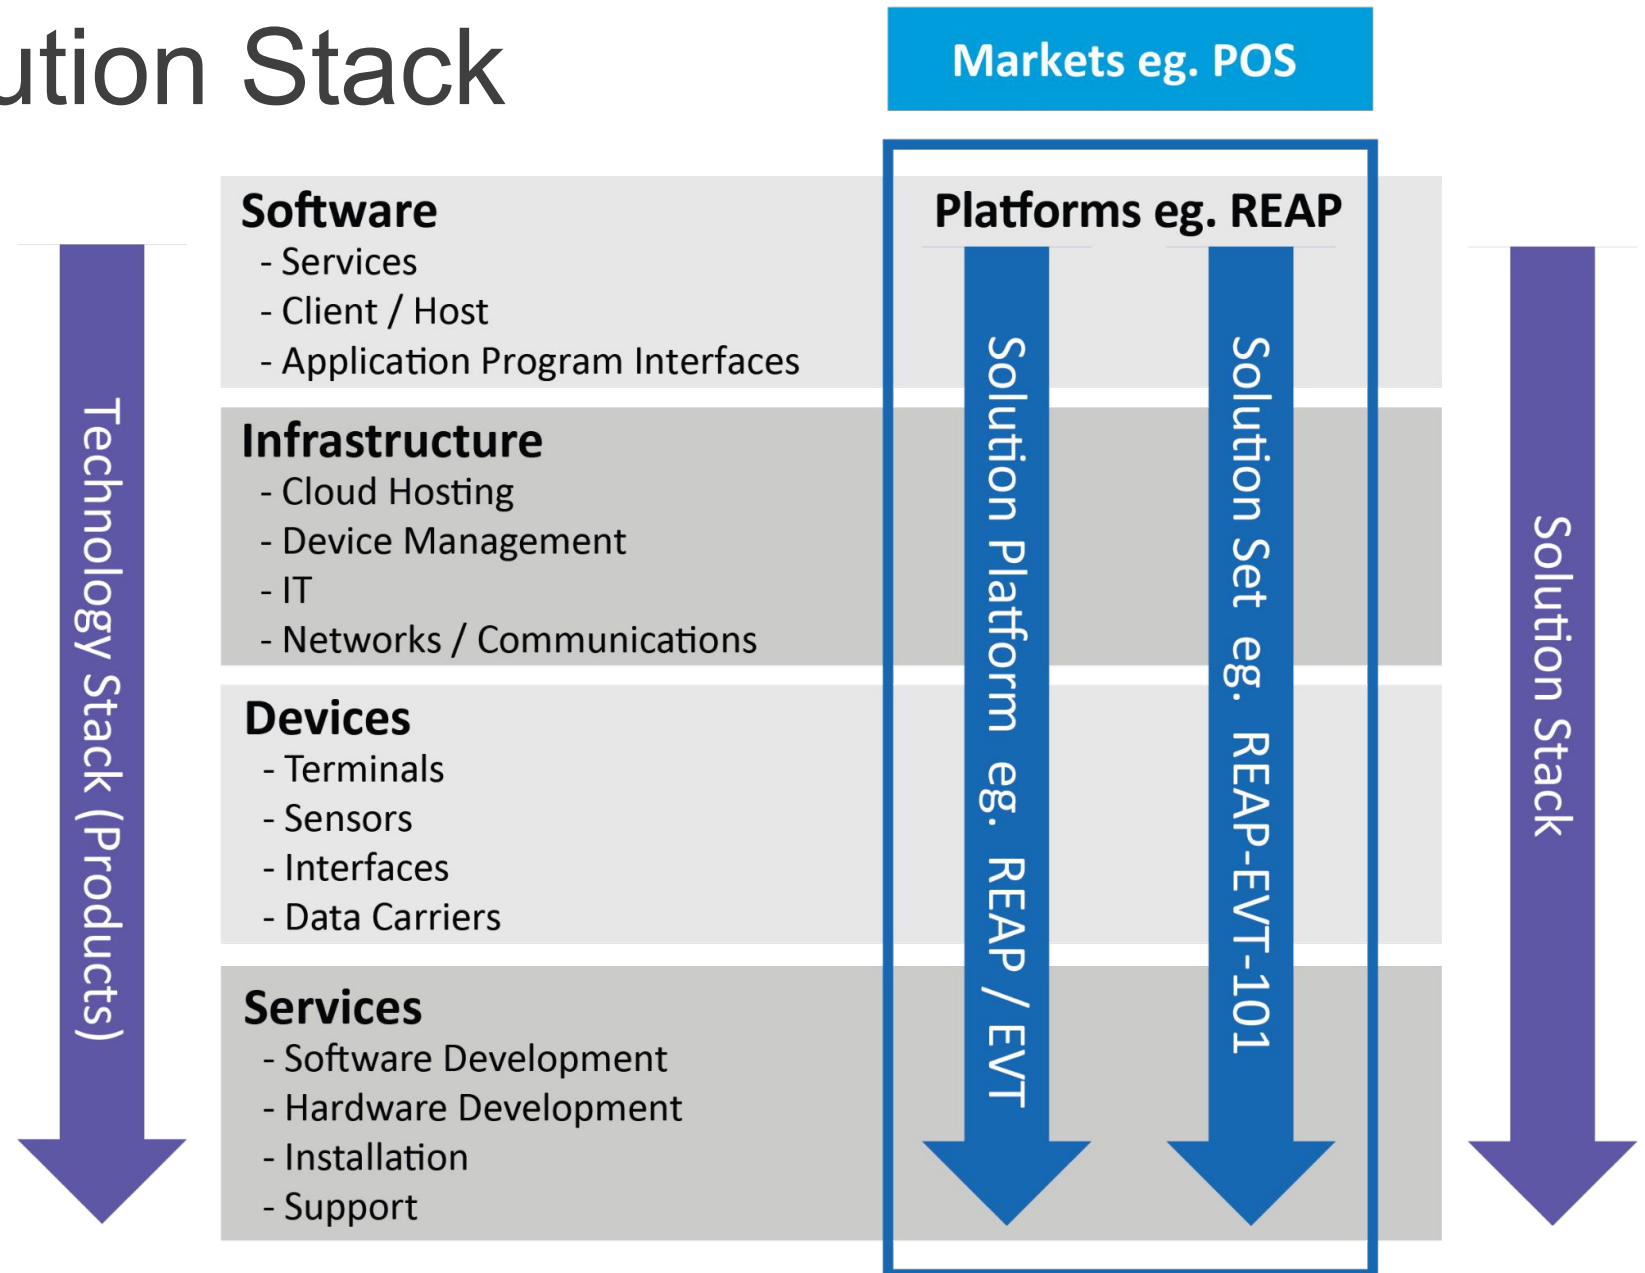 ution Stack
Markets eg. POS
Software
- Services
- Client / Host
- Application Program Interfaces
Platforms eg. REAP
Infrastructure
- Cloud Hosting
- Device Management
- IT
- Networks / Communications
Devices
- Terminals
- Sensors
- Interfaces
- Data Carriers
Services
- Software Development
- Hardware Development
- Installation
- Support
Technology Stack (Products)
Solution Platform eg. REAP / EVT
Solution Set eg. REAP-EVT-101
Solution Stack